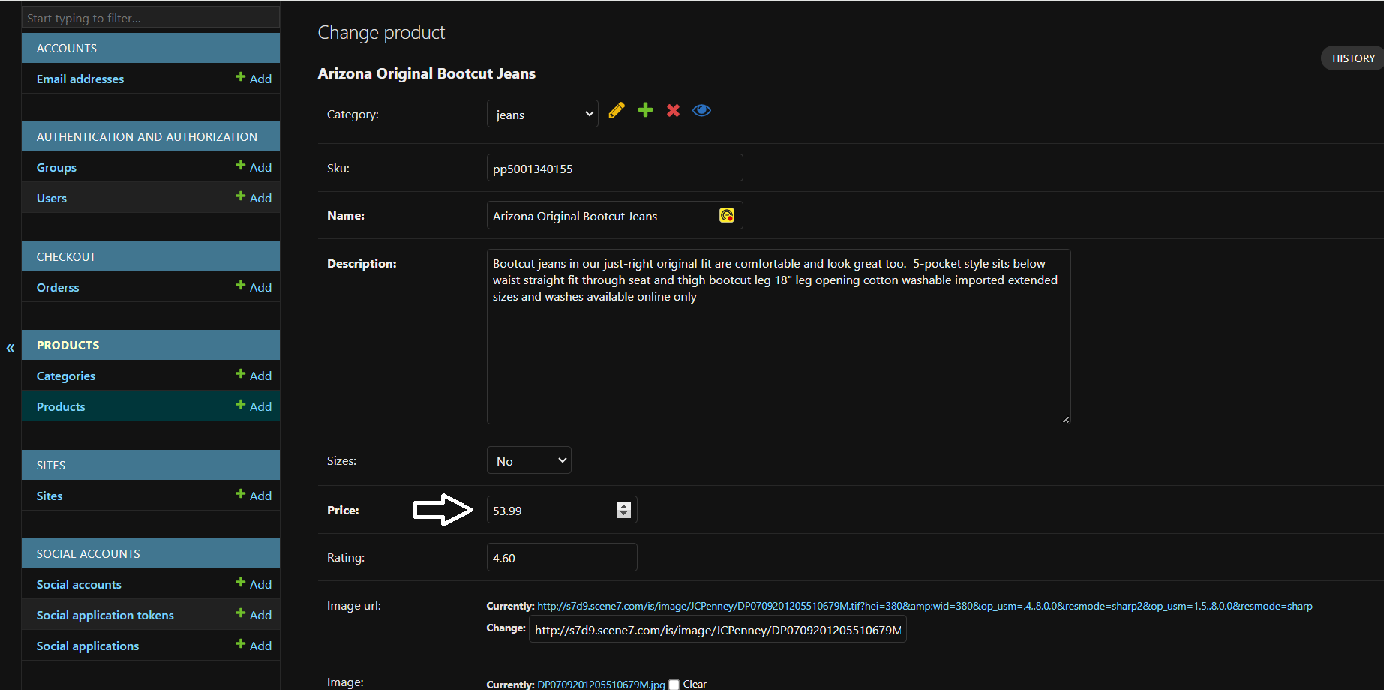 Start typing to filter...
ACCOUNTS
Email addresses
Add
AUTHENTICATION AND AUTHORIZATION
Groups
Add
Users
Add
CHECKOUT
Orderss
Add
«
PRODUCTS
Categories
Add
Products
Add
SITES
Sites
Add
SOCIAL ACCOUNTS
Social accounts
Add
Social application tokens
Add
Social applications
Add
Change product
HISTORY
Arizona Original Bootcut Jeans
Category:
jeans
Sku:
pp5001340155
Name:
Arizona Original Bootcut Jeans
Description:
Bootcut jeans in our just-right original fit are comfortable and look great too. 5-pocket style sits below
waist straight fit through seat and thigh bootcut leg 18" leg opening cotton washable imported extended
sizes and washes available online only
Sizes:
No
Price:
53.99
Rating:
4.60
Image url:
Currently: http://s7d9.scene7.com/is/image/JCPenney/DP0709201205510679M.tif?hei=380&amp;wid=380&op_usm=.4,.8,0,0&resmode=sharp2&op_usm=1.5,.8,0,0&resmode=sharp
Change: http://s7d9.scene7.com/is/image/JCPenney/DP0709201205510679M
Image:
Currently: DP0709201205510679M.jpg Clear